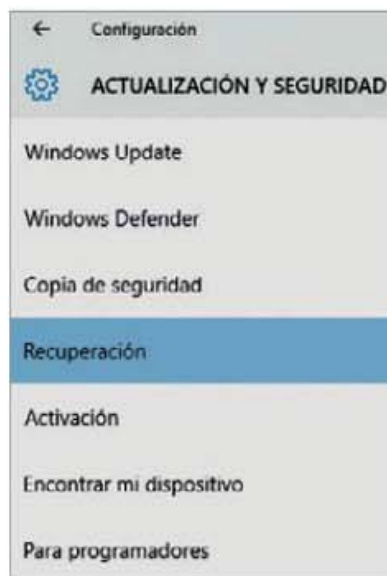 Configuración
ACTUALIZACIÓN Y SEGURIDAD
Windows Update
Windows Defender
Copia de seguridad
Recuperación
Activación
Encontrar mi dispositivo
Para programadores